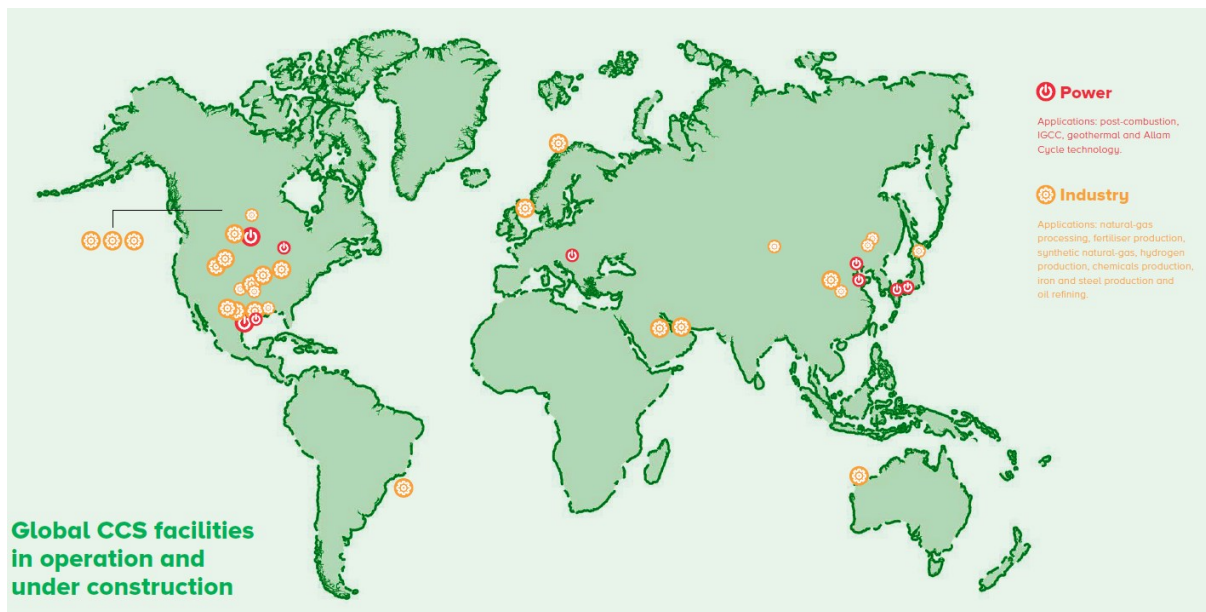 Power
Applications: post-combustion,
IGCC, geothermal and Allam
Cycle technology.
Industry
Applications: natural-gas
processing, fertiliser production,
synthetic natural-gas, hydrogen
production, chemicals production,
iron and steel production and
oil refining.
Global CCS facilities
in operation and
under construction